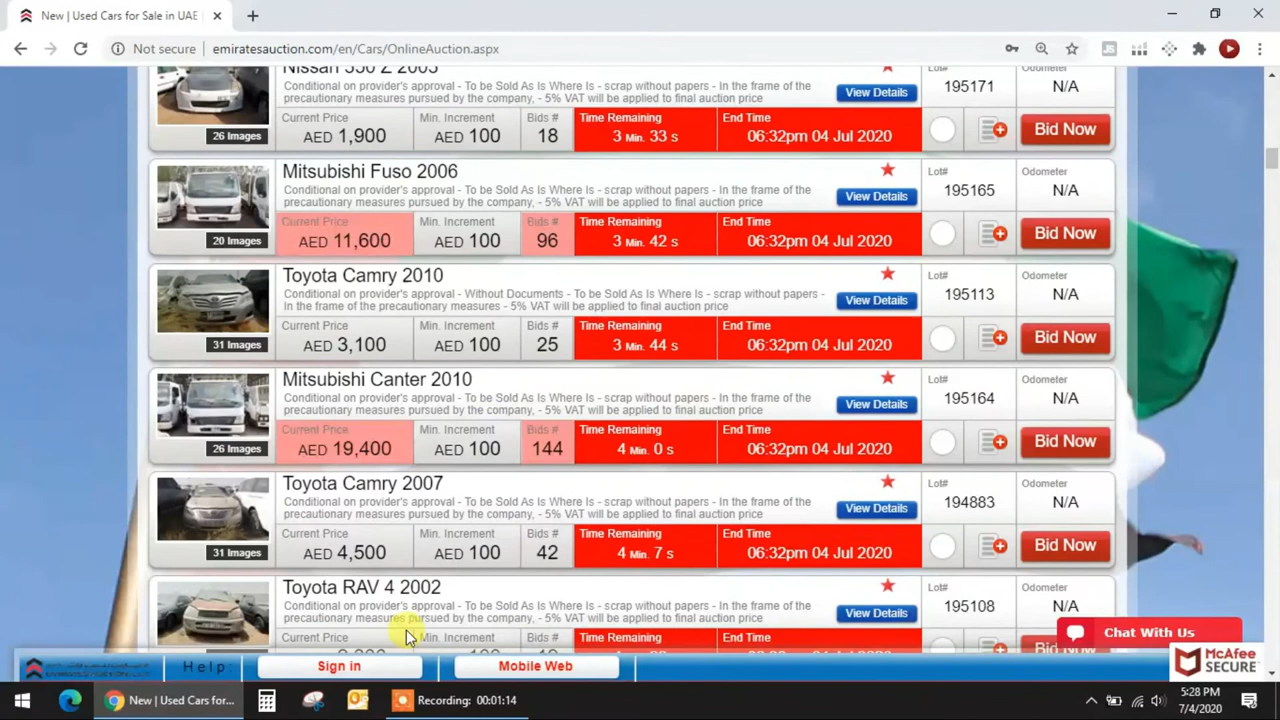 New | Used Cars for Sale in UAE
Not secure emiratesauction.com/en/Cars/OnlineAuction.aspx
JS
Nissan 350 Z 2003
Conditional on provider's approval - To be Sold As Is Where Is - scrap without papers - In the frame of the
precautionary measures pursued by the company, - 5% VAT will be applied to final auction price
View Details
Lot#
195171
Odometer
N/A
26 Images
Current Price
AED 1,900
Min. Increment
AED 100
Bids #
18
Time Remaining
3 Min. 33 s
End Time
06:32pm 04 Jul 2020
Bid Now
Mitsubishi Fuso 2006
Conditional on provider's approval - To be Sold As Is Where Is - scrap without papers - In the frame of the
precautionary measures pursued by the company, - 5% VAT will be applied to final auction price
View Details
Lot#
195165
Odometer
N/A
20 Images
Current Price
AED 11,600
Min. Increment
AED 100
Bids #
96
Time Remaining
3 Min. 42 s
End Time
06:32pm 04 Jul 2020
Bid Now
Toyota Camry 2010
Conditional on provider's approval - Without Documents - To be Sold As Is Where Is - scrap without papers -
In the frame of the precautionary measures - 5% VAT will be applied to final auction price
View Details
Lot#
195113
Odometer
N/A
31 Images
Current Price
AED 3,100
Min. Increment
AED 100
Bids #
25
Time Remaining
3 Min. 44 s
End Time
06:32pm 04 Jul 2020
Bid Now
Mitsubishi Canter 2010
Conditional on provider's approval - To be Sold As Is Where Is - scrap without papers - In the frame of the
precautionary measures pursued by the company, - 5% VAT will be applied to final auction price
View Details
Lot#
195164
Odometer
N/A
26 Images
Current Price
AED 19,400
Min. Increment
AED 100
Bids #
144
Time Remaining
4 Min. 0 s
End Time
06:32pm 04 Jul 2020
Bid Now
Toyota Camry 2007
Conditional on provider's approval - To be Sold As Is Where Is - scrap without papers - In the frame of the
precautionary measures pursued by the company, - 5% VAT will be applied to final auction price
View Details
Lot#
194883
Odometer
N/A
31 Images
Current Price
AED 4,500
Min. Increment
AED 100
Bids #
42
Time Remaining
4 Min. 7 s
End Time
06:32pm 04 Jul 2020
Bid Now
Toyota RAV 4 2002
Conditional on provider's approval - To be Sold As Is Where Is - scrap without papers - In the frame of the
precautionary measures pursued by the company, - 5% VAT will be applied to final auction price
View Details
Lot#
195108
Odometer
N/A
Current Price
Min. Increment
Bids #
Time Remaining
End Time
Chat With Us
Help:
Sign in
Mobile Web
McAfee
SECURE
New | Used Cars for...
Recording: 00:01:14
5:28 PM
7/4/2020